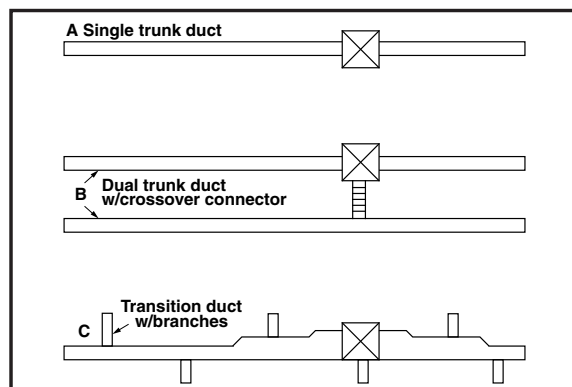 A Single trunk duct
B
Dual trunk duct
w/crossover connector
C
Transition duct
w/branches